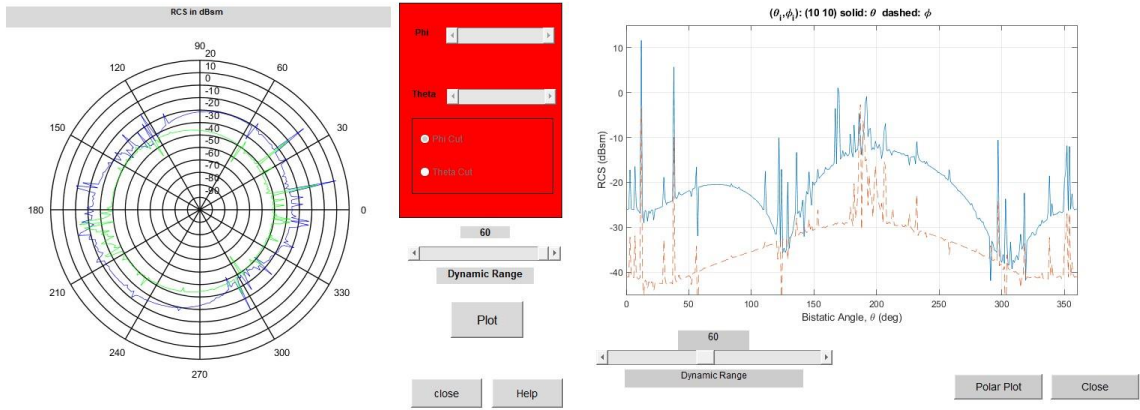 RCS in dBsm
90
120
60
150
30
180
0
210
330
240
300
270
20
10
0
-10
-20
-30
-40
-50
-60
-70
-80
-90
Phi
Theta
Phi Cut
Theta Cut
60
Dynamic Range
Plot
close
Help
(θi,ϕi): (10 10) solid: θ dashed: ϕ
RCS (dBsm)
10
0
-10
-20
-30
-40
0
50
100
150
200
250
300
350
Bistatic Angle, θ (deg)
60
Dynamic Range
Polar Plot
Close